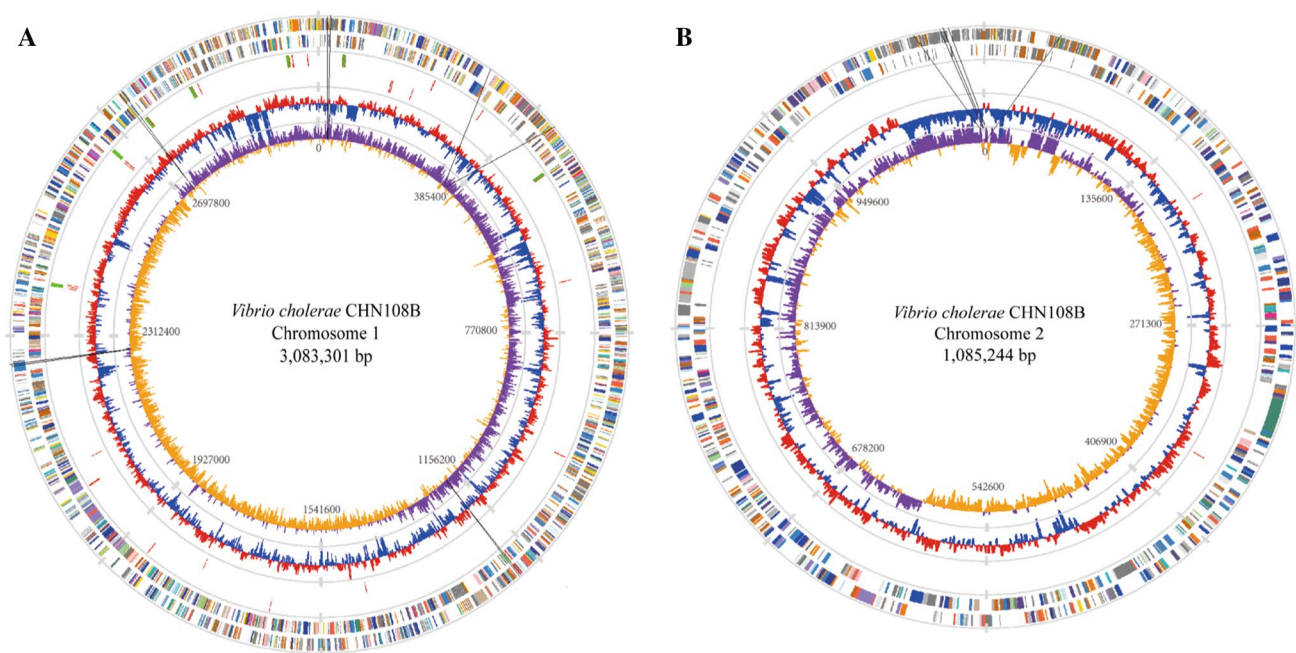 A
0
385400
770800
1156200
1541600
1927000
2312400
2697800
Vibrio cholerae CHN108B
Chromosome 1
3,083,301 bp
B
0
135600
271300
406900
542600
678200
813900
949600
Vibrio cholerae CHN108B
Chromosome 2
1,085,244 bp